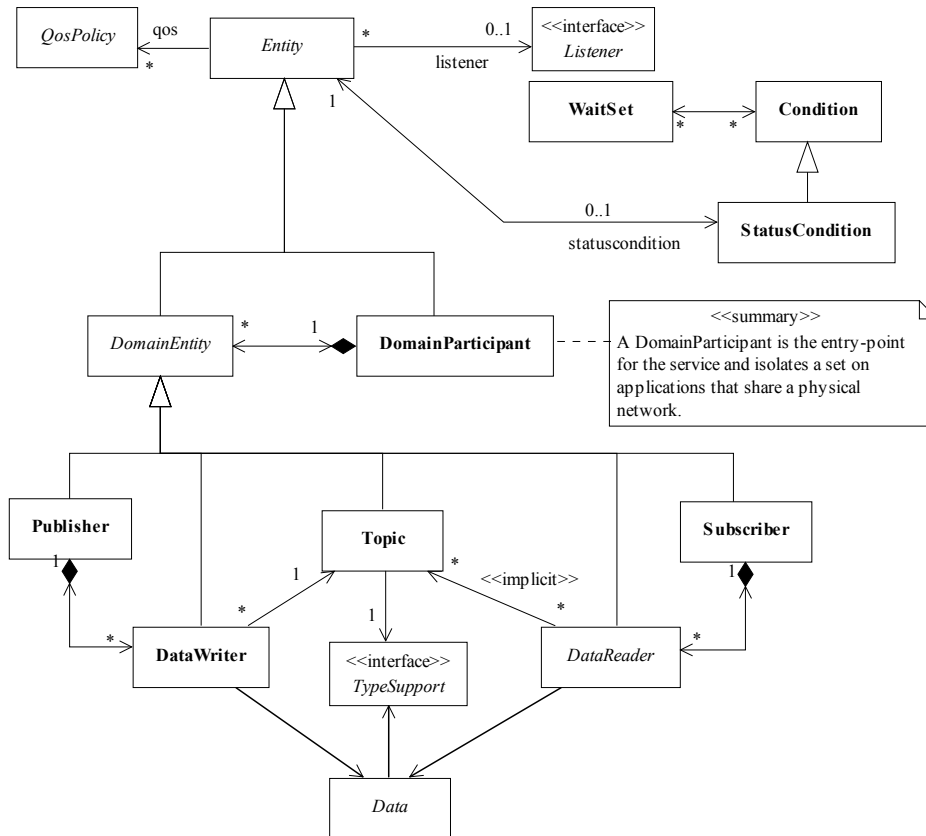 QosPolicy
qos
*
Entity
*
0..1
listener
<<interface>>
Listener
1
WaitSet
*
*
Condition
0..1
statuscondition
StatusCondition
DomainEntity
*
1
DomainParticipant
<<summary>>
A DomainParticipant is the entry-point
for the service and isolates a set on
applications that share a physical
network.
Publisher
1
Topic
Subscriber
1
1
*
*
<<implicit>>
*
*
DataWriter
1
<<interface>>
TypeSupport
DataReader
*
Data